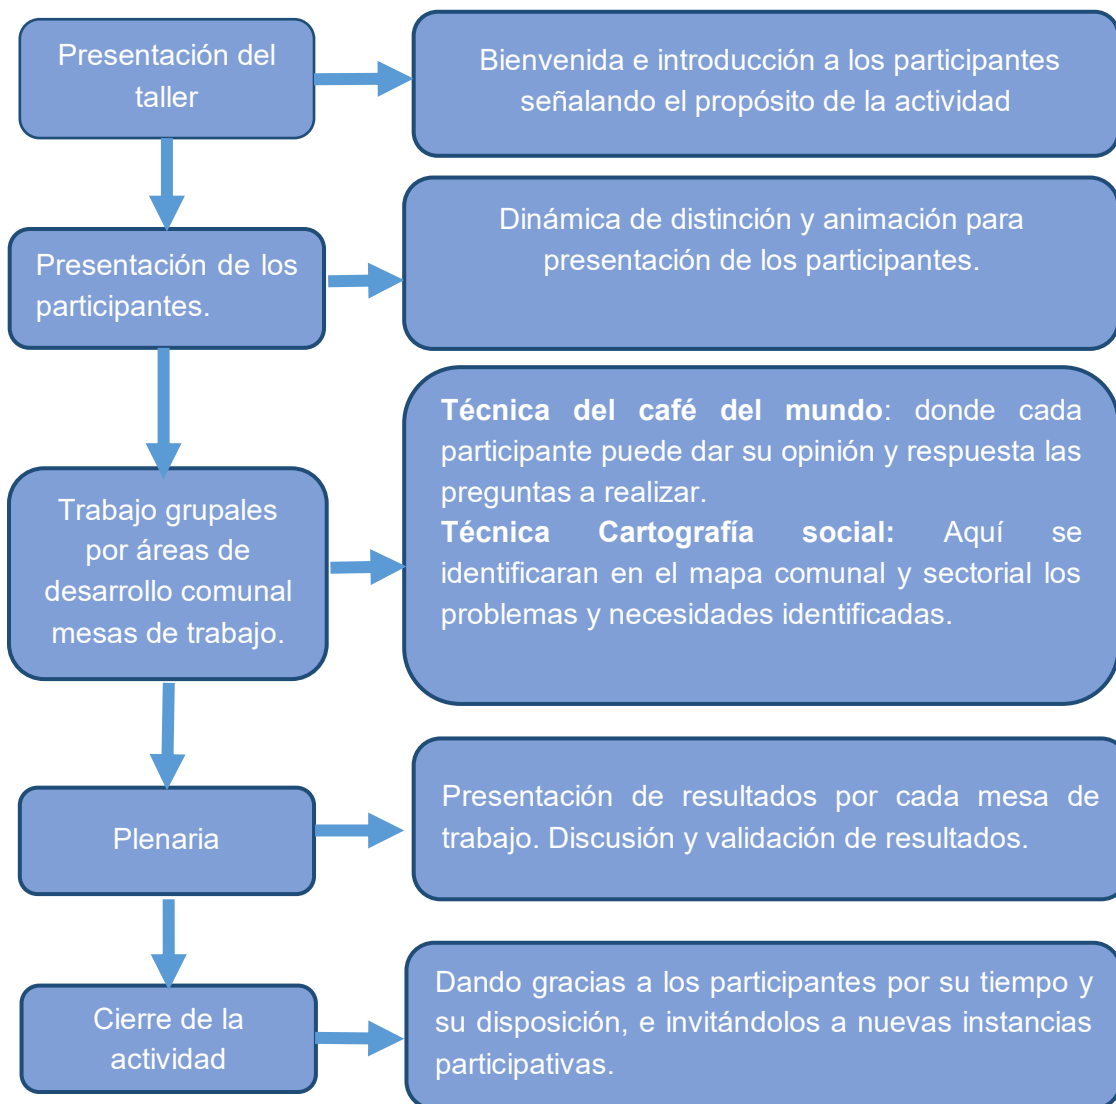 Presentación del
taller
Bienvenida e introducción a los participantes
señalando el propósito de la actividad
Presentación de los
participantes.
Dinámica de distinción y animación para
presentación de los participantes.
Trabajo grupales
por áreas de
desarrollo comunal
mesas de trabajo.
Técnica del café del mundo: donde cada
participante puede dar su opinión y respuesta las
preguntas a realizar.
Técnica Cartografía social: Aquí se
identificaran en el mapa comunal y sectorial los
problemas y necesidades identificadas.
Plenaria
Presentación de resultados por cada mesa de
trabajo. Discusión y validación de resultados.
Cierre de la
actividad
Dando gracias a los participantes por su tiempo y
su disposición, e invitándolos a nuevas instancias
participativas.